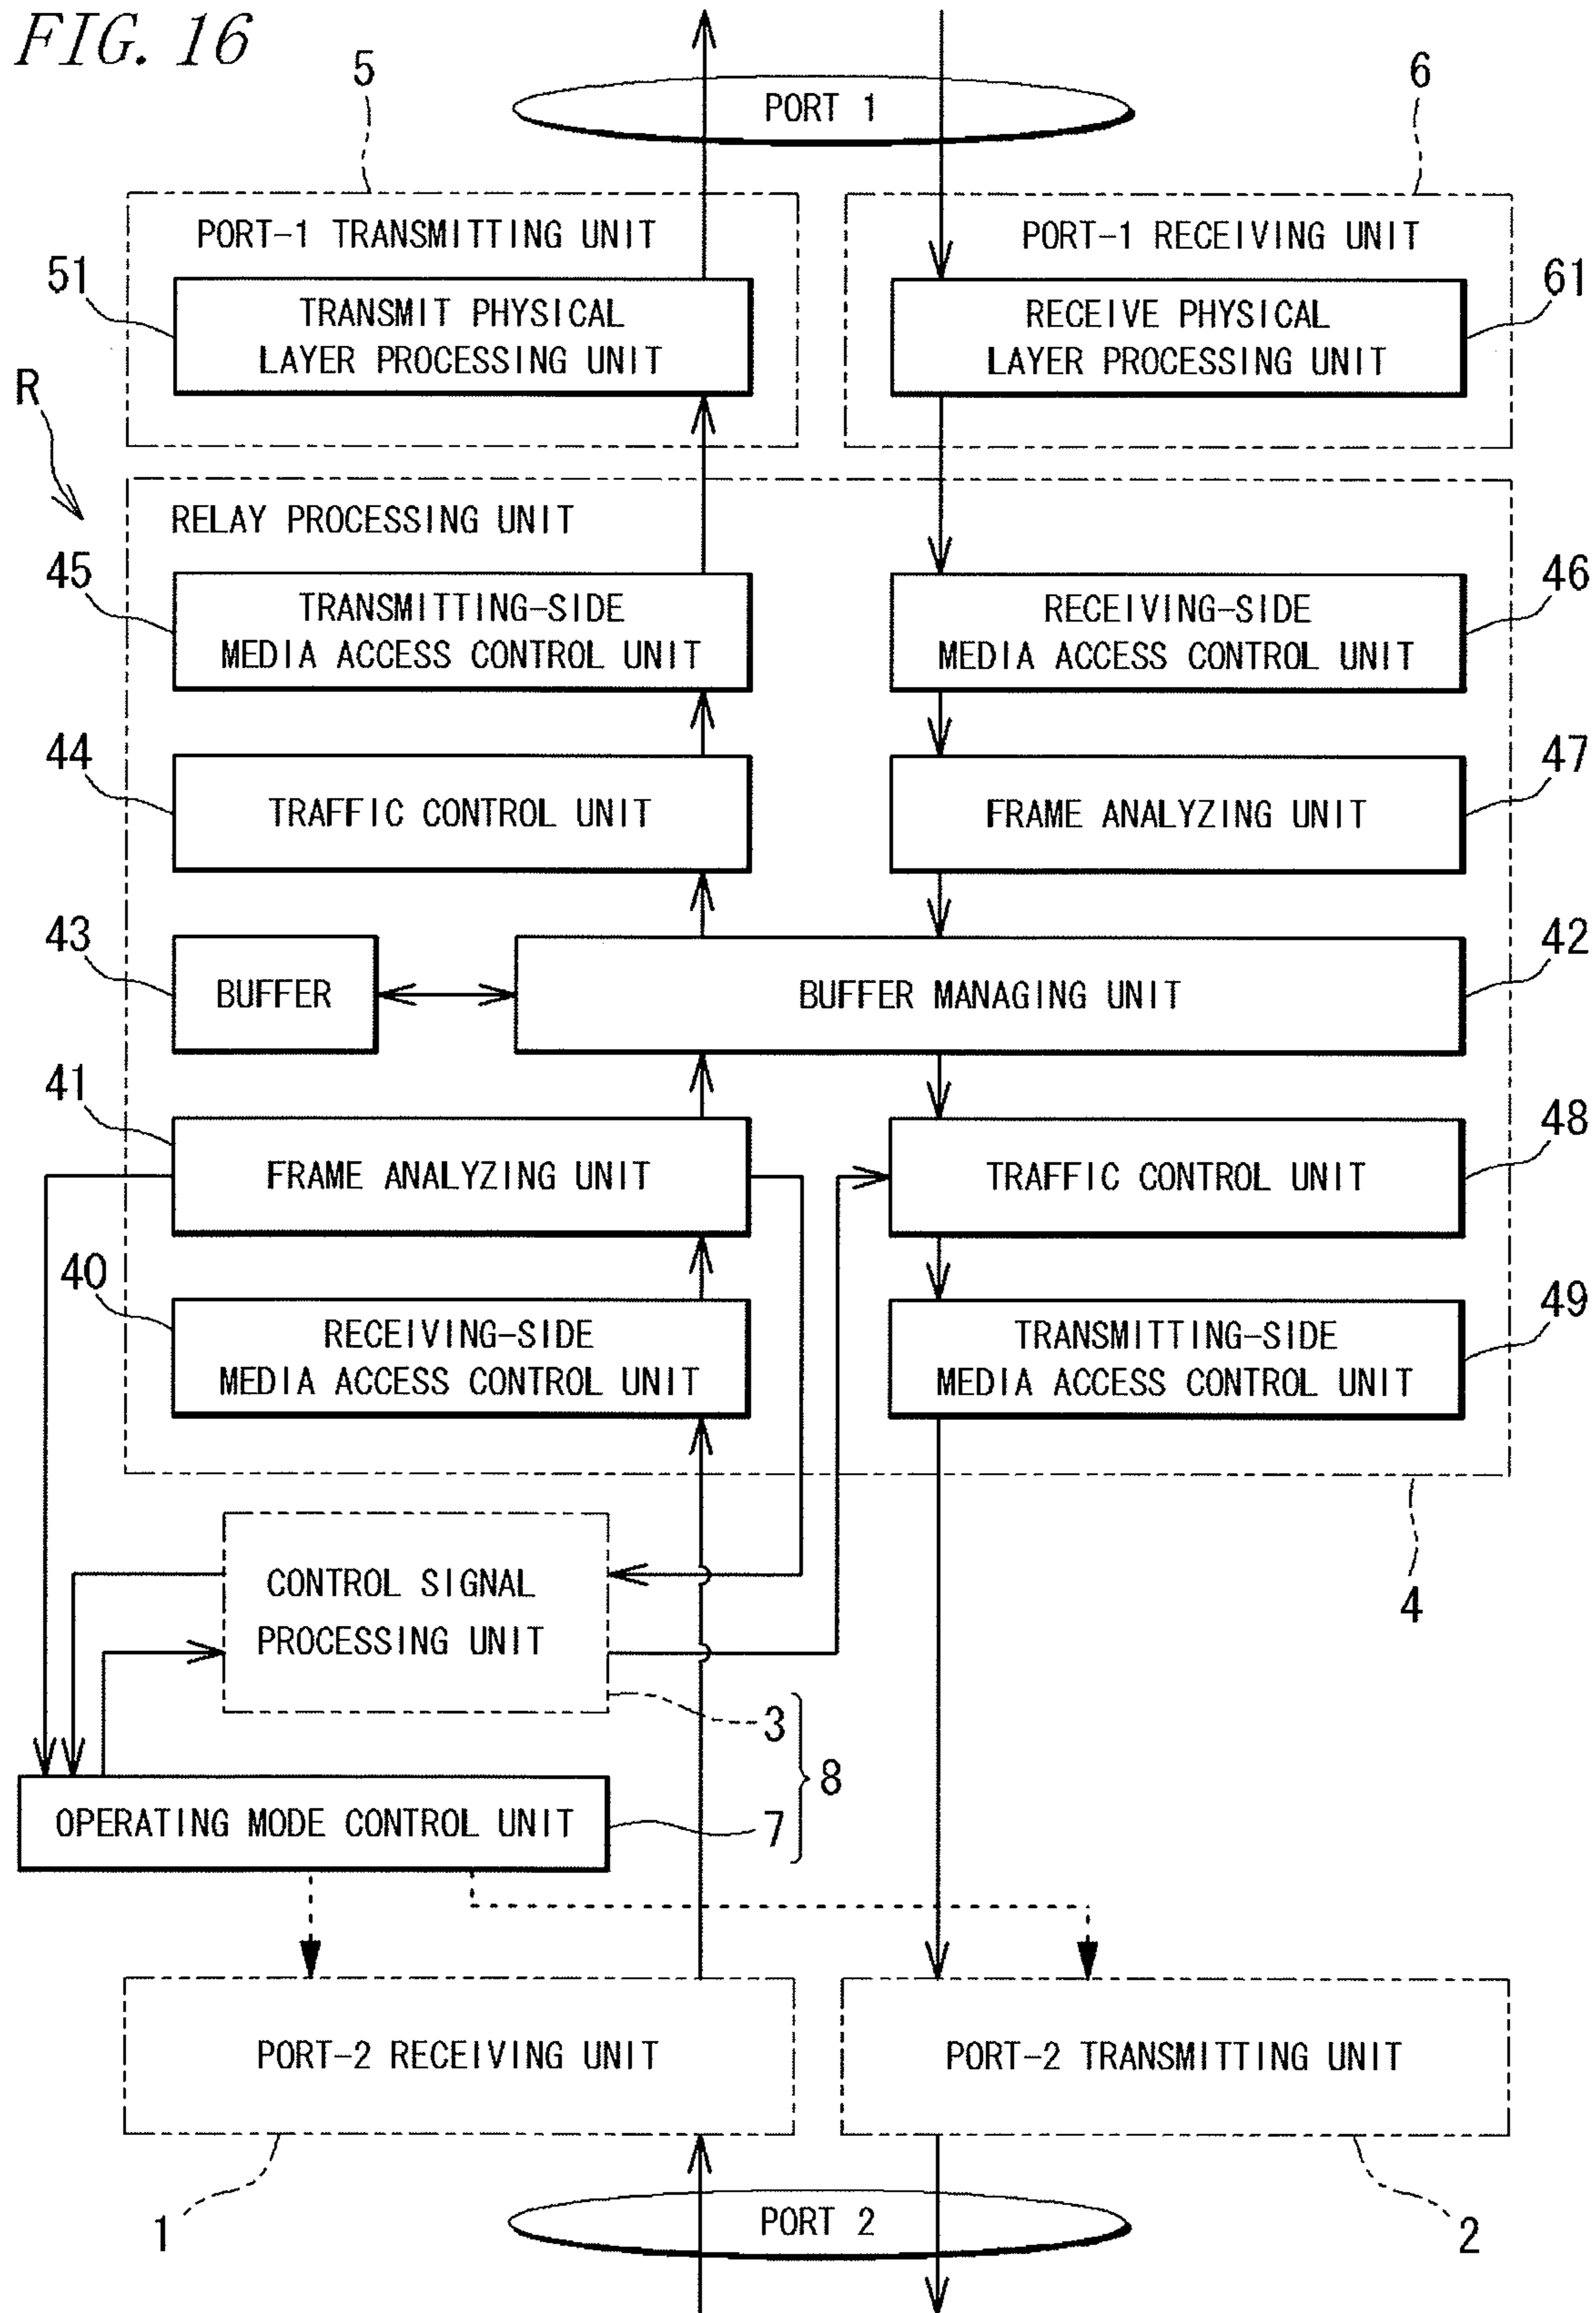 FIG. 16
5
PORT 1
6
PORT-1 TRANSMITTING UNIT
PORT-1 RECEIVING UNIT
51
TRANSMIT PHYSICAL
LAYER PROCESSING UNIT
RECEIVE PHYSICAL
LAYER PROCESSING UNIT
61
R
RELAY PROCESSING UNIT
45
TRANSMITTING-SIDE
MEDIA ACCESS CONTROL UNIT
RECEIVING-SIDE
MEDIA ACCESS CONTROL UNIT
46
44
TRAFFIC CONTROL UNIT
FRAME ANALYZING UNIT
47
43
BUFFER
BUFFER MANAGING UNIT
42
41
FRAME ANALYZING UNIT
TRAFFIC CONTROL UNIT
48
40
RECEIVING-SIDE
MEDIA ACCESS CONTROL UNIT
TRANSMITTING-SIDE
MEDIA ACCESS CONTROL UNIT
49
CONTROL SIGNAL
PROCESSING UNIT
4
3
8
OPERATING MODE CONTROL UNIT
7
PORT-2 RECEIVING UNIT
PORT-2 TRANSMITTING UNIT
1
PORT 2
2